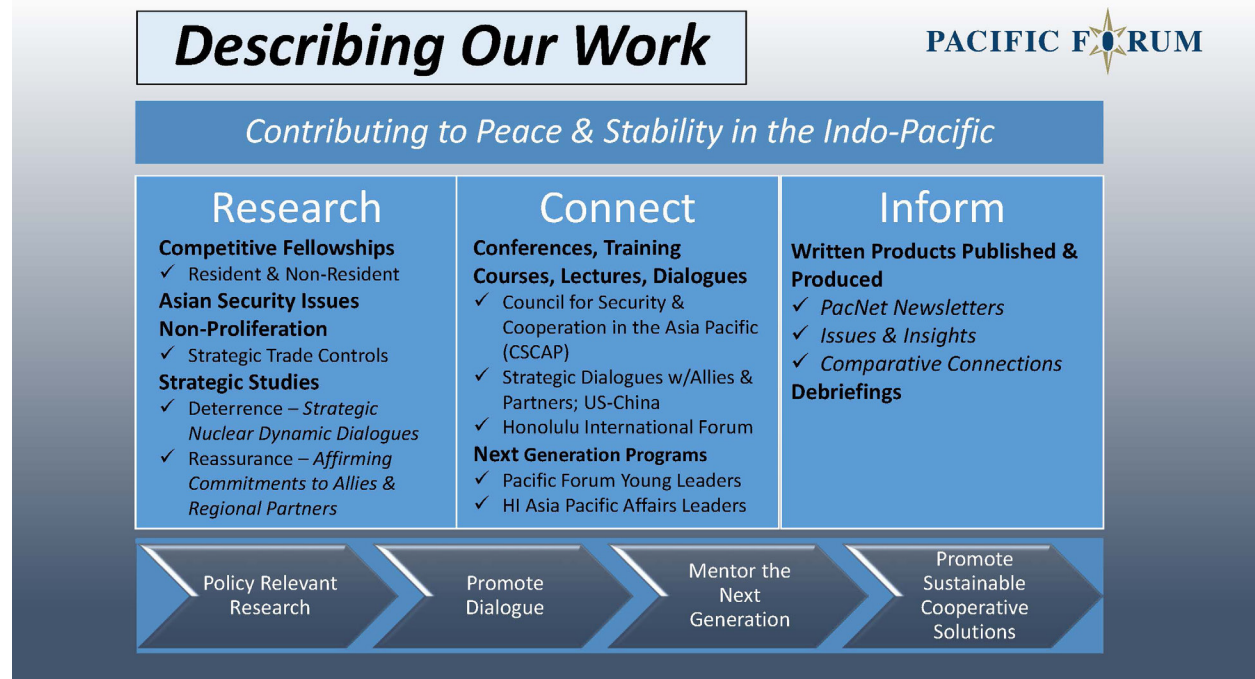 Describing Our Work
PACIFIC FORUM
Contributing to Peace & Stability in the Indo-Pacific
Research
Competitive Fellowships
✓ Resident & Non-Resident
Asian Security Issues
Non-Proliferation
✓ Strategic Trade Controls
Strategic Studies
✓ Deterrence – Strategic
Nuclear Dynamic Dialogues
✓ Reassurance – Affirming
Commitments to Allies &
Regional Partners
Connect
Conferences, Training
Courses, Lectures, Dialogues
✓ Council for Security &
Cooperation in the Asia Pacific
(CSCAP)
✓ Strategic Dialogues w/Allies &
Partners; US-China
✓ Honolulu International Forum
Next Generation Programs
✓ Pacific Forum Young Leaders
✓ HI Asia Pacific Affairs Leaders
Inform
Written Products Published &
Produced
✓ PacNet Newsletters
✓ Issues & Insights
✓ Comparative Connections
Debriefings
Policy Relevant
Research
Promote
Dialogue
Mentor the
Next
Generation
Promote
Sustainable
Cooperative
Solutions